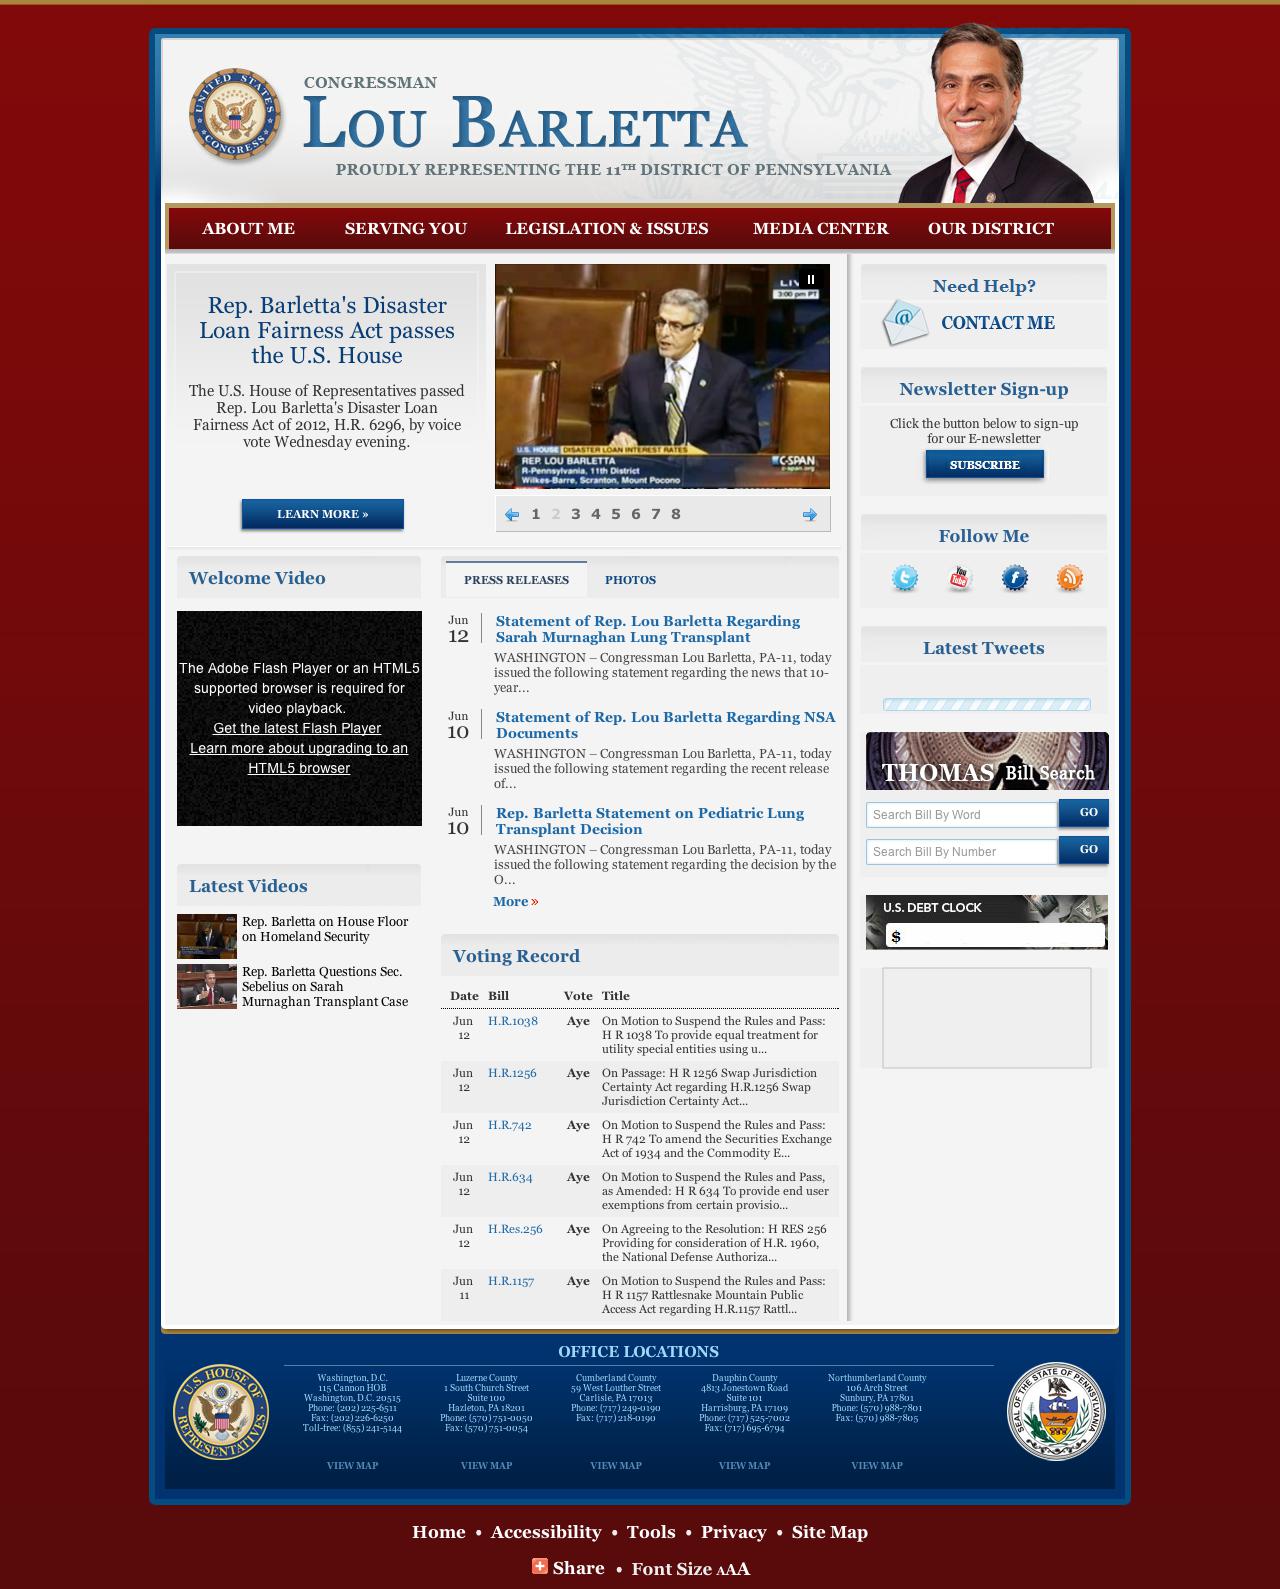 UNITED STATES
CONGRESS
CONGRESSMAN
LOU BARLETTA
PROUDLY REPRESENTING THE 11TH DISTRICT OF PENNSYLVANIA
ABOUT ME
SERVING YOU
LEGISLATION & ISSUES
MEDIA CENTER
OUR DISTRICT
Rep. Barletta's Disaster
Loan Fairness Act passes
the U.S. House
The U.S. House of Representatives passed
Rep. Lou Barletta's Disaster Loan
Fairness Act of 2012, H.R. 6296, by voice
vote Wednesday evening.
LEARN MORE »
3:00 pm PT
U.S. HOUSE DISASTER LOAN INTEREST RATES
REP. LOU BARLETTA
R-Pennsylvania, 11th District
Wilkes-Barre, Scranton, Mount Pocono
C-SPAN
c-span.org
1 2 3 4 5 6 7 8
Need Help?
CONTACT ME
Newsletter Sign-up
Click the button below to sign-up
for our E-newsletter
SUBSCRIBE
Follow Me
You
Tube
Latest Tweets
THOMAS Bill Search
Search Bill By Word
GO
Search Bill By Number
GO
U.S. DEBT CLOCK
$
Welcome Video
The Adobe Flash Player or an HTML5
supported browser is required for
video playback.
Get the latest Flash Player
Learn more about upgrading to an
HTML5 browser
Latest Videos
Rep. Barletta on House Floor
on Homeland Security
Rep. Barletta Questions Sec.
Sebelius on Sarah
Murnaghan Transplant Case
PRESS RELEASES
PHOTOS
Jun
12
Statement of Rep. Lou Barletta Regarding
Sarah Murnaghan Lung Transplant
WASHINGTON – Congressman Lou Barletta, PA-11, today
issued the following statement regarding the news that 10-
year...
Jun
10
Statement of Rep. Lou Barletta Regarding NSA
Documents
WASHINGTON – Congressman Lou Barletta, PA-11, today
issued the following statement regarding the recent release
of...
Jun
10
Rep. Barletta Statement on Pediatric Lung
Transplant Decision
WASHINGTON – Congressman Lou Barletta, PA-11, today
issued the following statement regarding the decision by the
O...
More »
Voting Record
Date Bill Vote Title
Jun 12 H.R.1038 Aye On Motion to Suspend the Rules and Pass:
H R 1038 To provide equal treatment for
utility special entities using u...
Jun 12 H.R.1256 Aye On Passage: H R 1256 Swap Jurisdiction
Certainty Act regarding H.R.1256 Swap
Jurisdiction Certainty Act...
Jun 12 H.R.742 Aye On Motion to Suspend the Rules and Pass:
H R 742 To amend the Securities Exchange
Act of 1934 and the Commodity E...
Jun 12 H.R.634 Aye On Motion to Suspend the Rules and Pass,
as Amended: H R 634 To provide end user
exemptions from certain provisio...
Jun 12 H.Res.256 Aye On Agreeing to the Resolution: H RES 256
Providing for consideration of H.R. 1960,
the National Defense Authoriza...
Jun 11 H.R.1157 Aye On Motion to Suspend the Rules and Pass:
H R 1157 Rattlesnake Mountain Public
Access Act regarding H.R.1157 Rattl...
OFFICE LOCATIONS
U.S. HOUSE OF
REPRESENTATIVES
Washington, D.C.
115 Cannon HOB
Washington, D.C. 20515
Phone: (202) 225-6511
Fax: (202) 226-6250
Toll-free: (855) 241-5144
VIEW MAP
Luzerne County
1 South Church Street
Suite 100
Hazleton, PA 18201
Phone: (570) 751-0050
Fax: (570) 751-0054
VIEW MAP
Cumberland County
59 West Louther Street
Carlisle, PA 17013
Phone: (717) 249-0190
Fax: (717) 218-0190
VIEW MAP
Dauphin County
4813 Jonestown Road
Suite 101
Harrisburg, PA 17109
Phone: (717) 525-7002
Fax: (717) 695-6794
VIEW MAP
Northumberland County
106 Arch Street
Sunbury, PA 17801
Phone: (570) 988-7801
Fax: (570) 988-7805
VIEW MAP
SEAL OF THE STATE OF PENNSYLVANIA
Home • Accessibility • Tools • Privacy • Site Map
Share • Font Size AAA